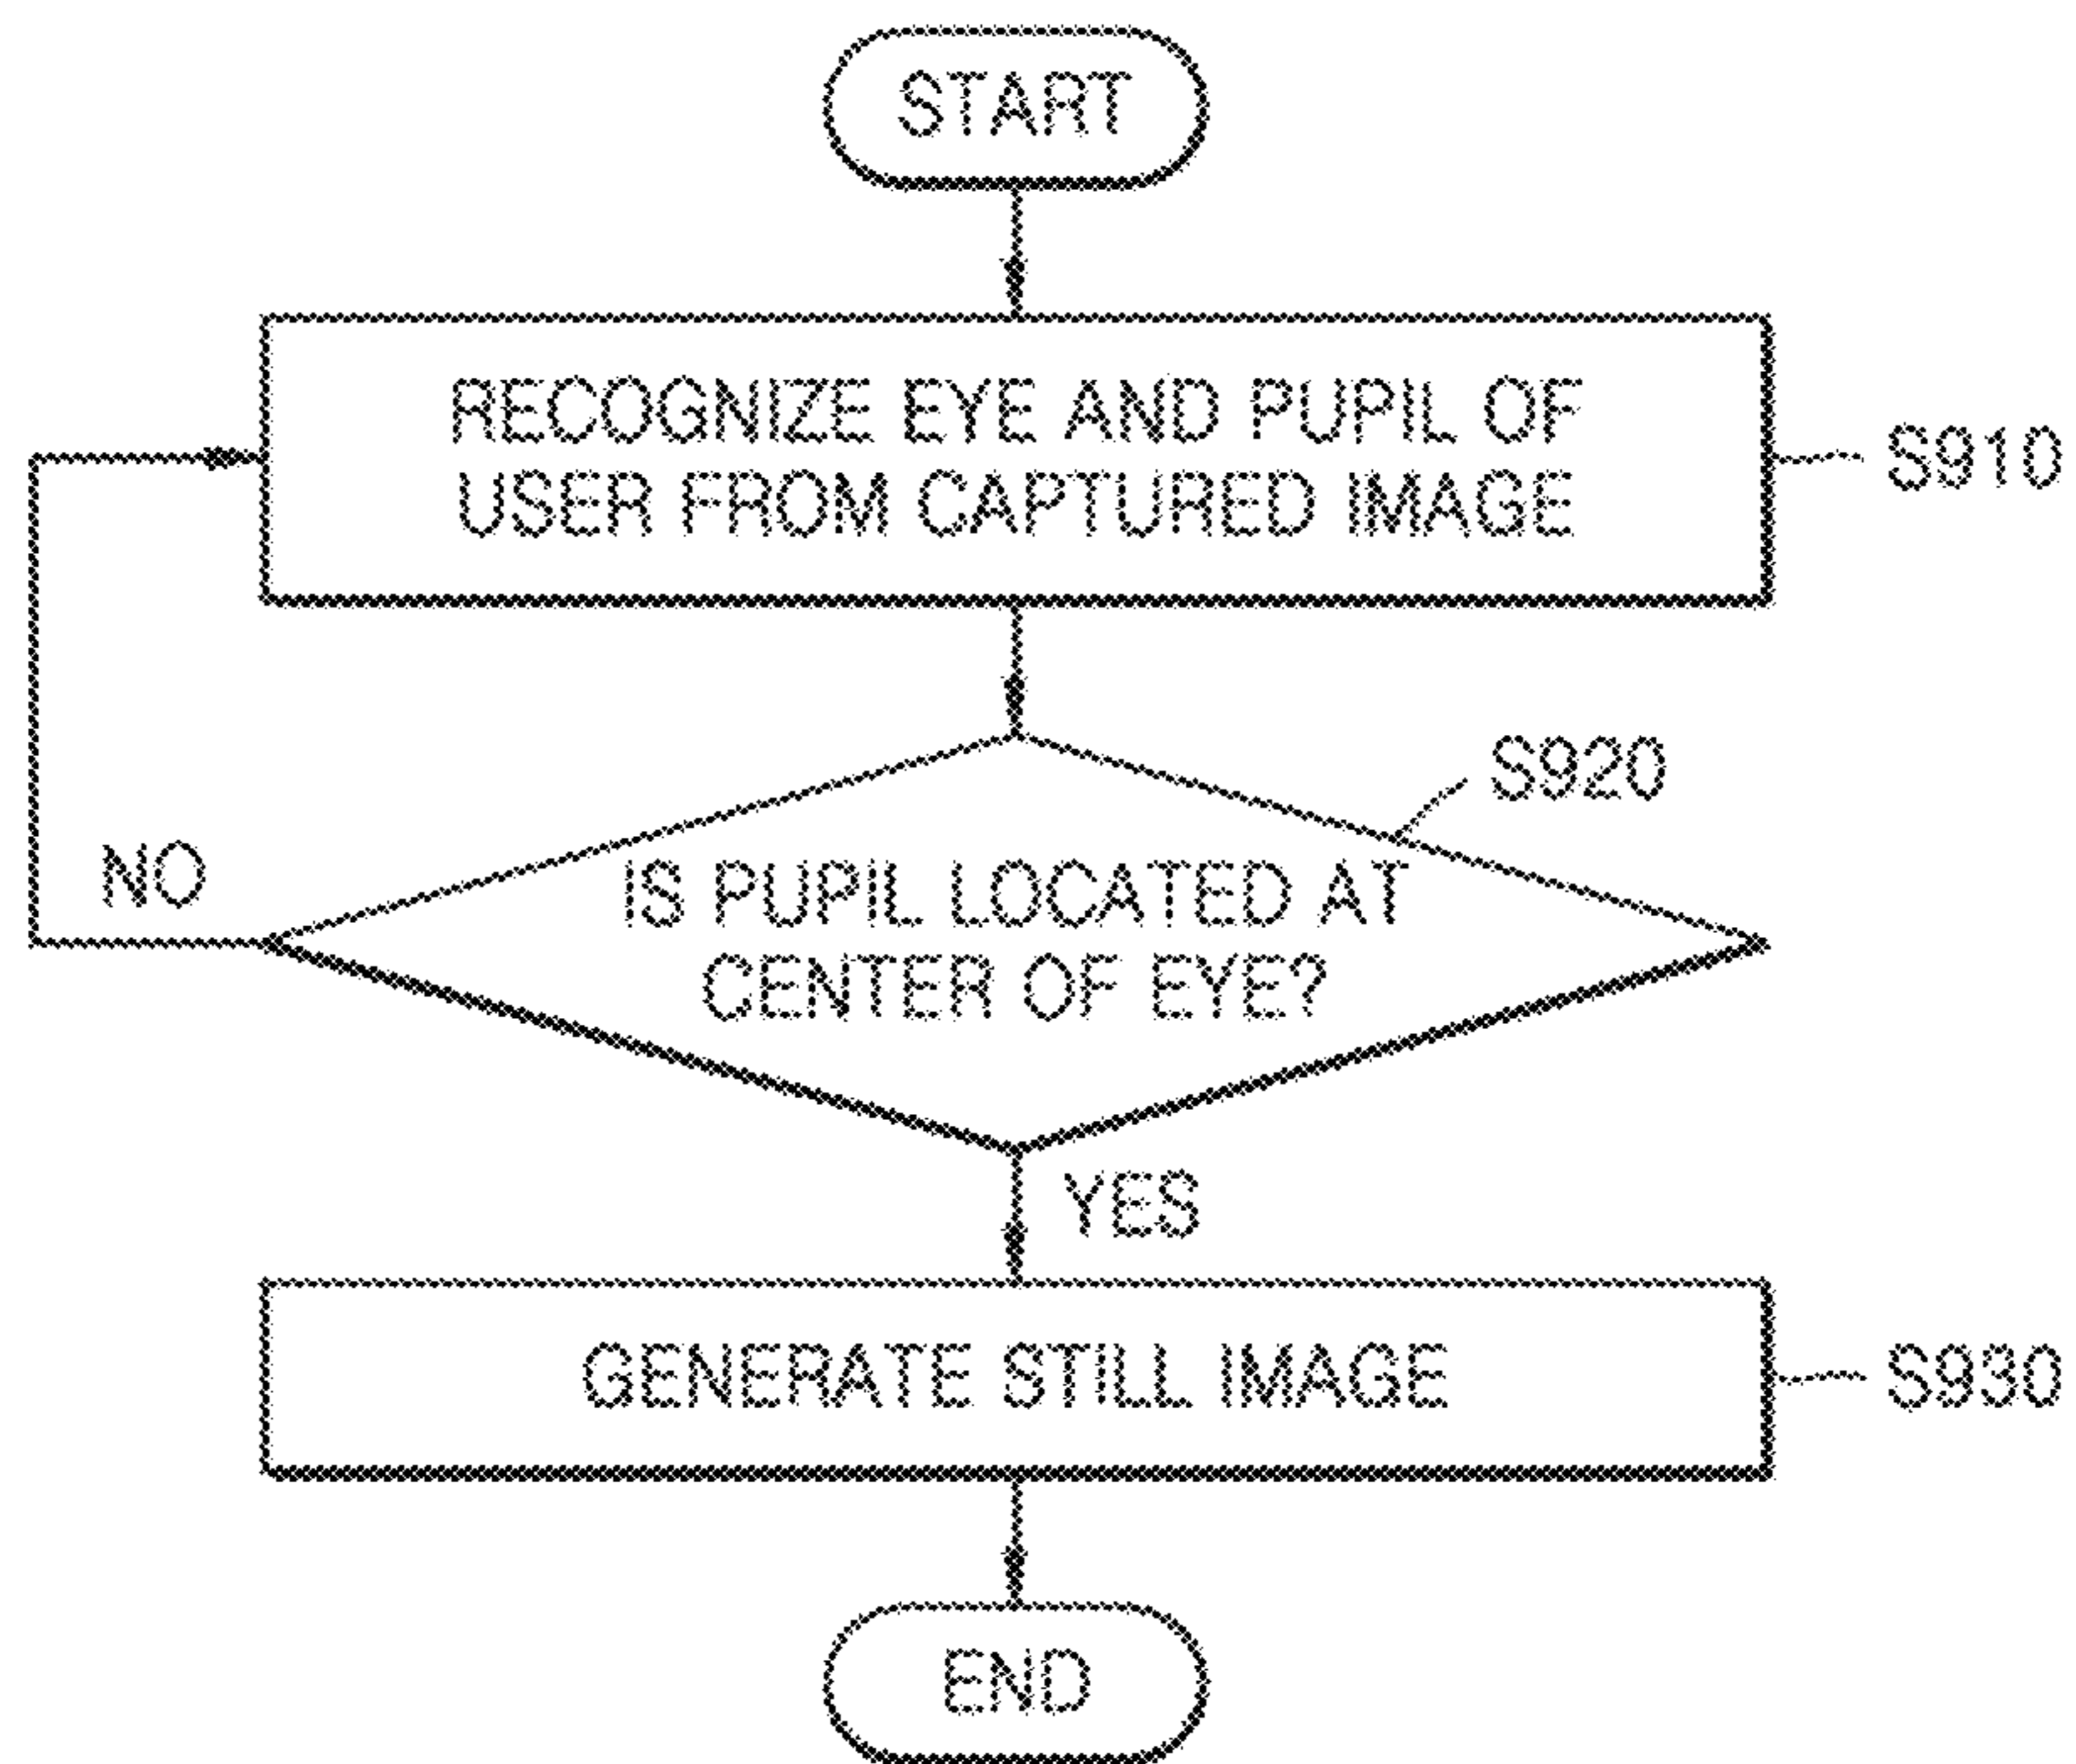 START
RECOGNIZE EYE AND PUPIL OF
USER FROM CAPTURED IMAGE
S910
S920
NO
IS PUPIL LOCATED AT
CENTER OF EYE?
YES
GENERATE STILL IMAGE
S930
END